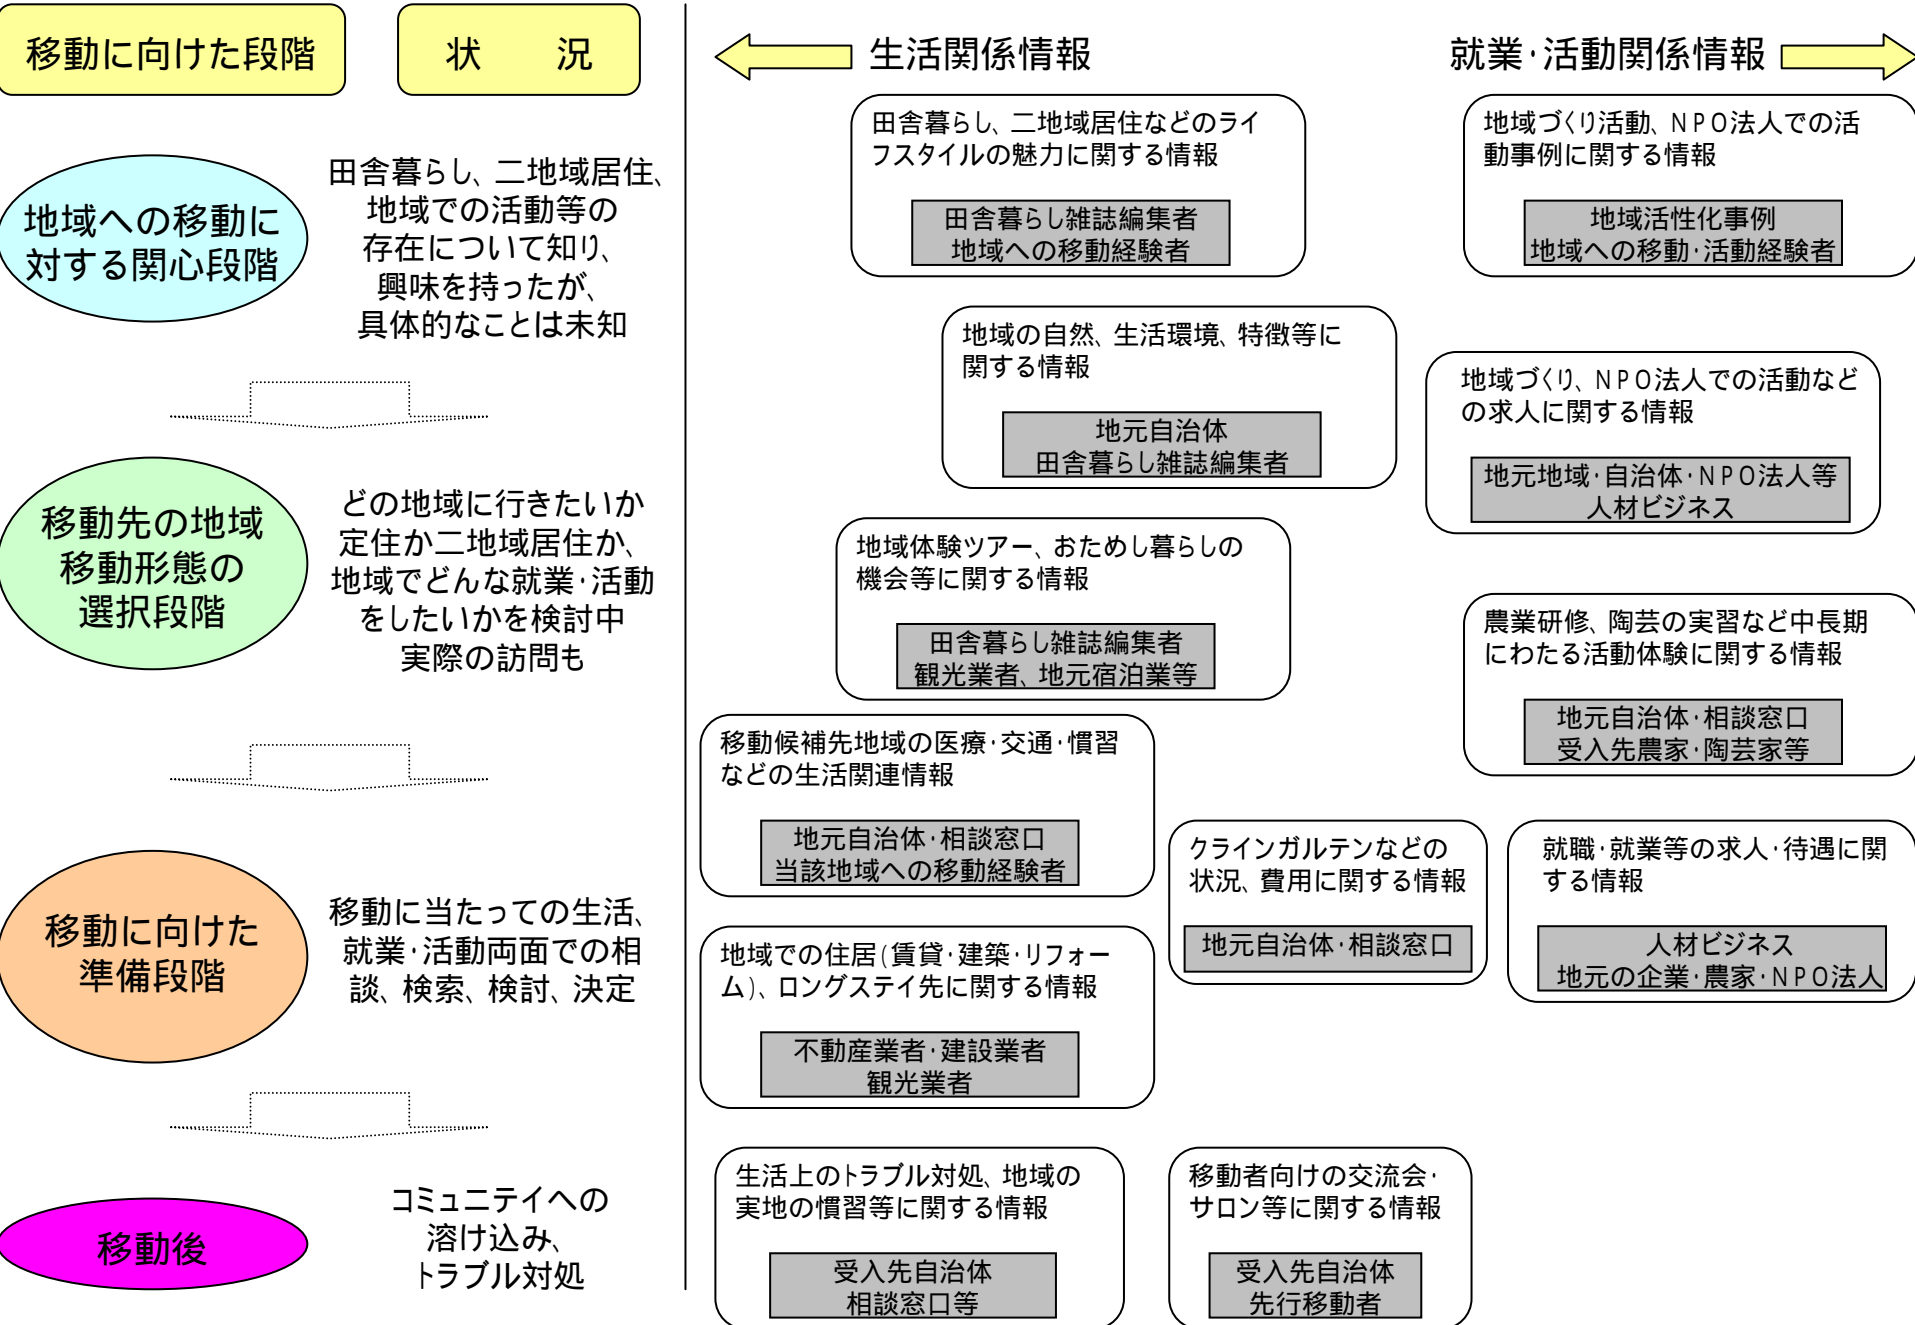 移動に向けた段階
状　況
生活関係情報
就業・活動関係情報
地域への移動に
対する関心段階
田舎暮らし、二地域居住、
地域での活動等の
存在について知り、
興味を持ったが、
具体的なことは未知
田舎暮らし、二地域居住などのライ
フスタイルの魅力に関する情報
田舎暮らし雑誌編集者
地域への移動経験者
地域づくり活動、NPO法人での活
動事例に関する情報
地域活性化事例
地域への移動・活動経験者
地域の自然、生活環境、特徴等に
関する情報
地元自治体
田舎暮らし雑誌編集者
地域づくり、NPO法人での活動など
の求人に関する情報
地元地域・自治体・NPO法人等
人材ビジネス
移動先の地域
移動形態の
選択段階
どの地域に行きたいか
定住か二地域居住か、
地域でどんな就業・活動
をしたいかを検討中
実際の訪問も
地域体験ツアー、おためし暮らしの
機会等に関する情報
田舎暮らし雑誌編集者
観光業者、地元宿泊業等
農業研修、陶芸の実習など中長期
にわたる活動体験に関する情報
地元自治体・相談窓口
受入先農家・陶芸家等
移動候補先地域の医療・交通・慣習
などの生活関連情報
地元自治体・相談窓口
当該地域への移動経験者
クラインガルテンなどの
状況、費用に関する情報
地元自治体・相談窓口
就職・就業等の求人・待遇に関
する情報
人材ビジネス
地元の企業・農家・NPO法人
移動に向けた
準備段階
移動に当たっての生活、
就業・活動両面での相
談、検索、検討、決定
地域での住居（賃貸・建築・リフォー
ム）、ロングステイ先に関する情報
不動産業者・建設業者
観光業者
移動後
コミュニテイへの
溶け込み、
トラブル対処
生活上のトラブル対処、地域の
実地の慣習等に関する情報
受入先自治体
相談窓口等
移動者向けの交流会・
サロン等に関する情報
受入先自治体
先行移動者